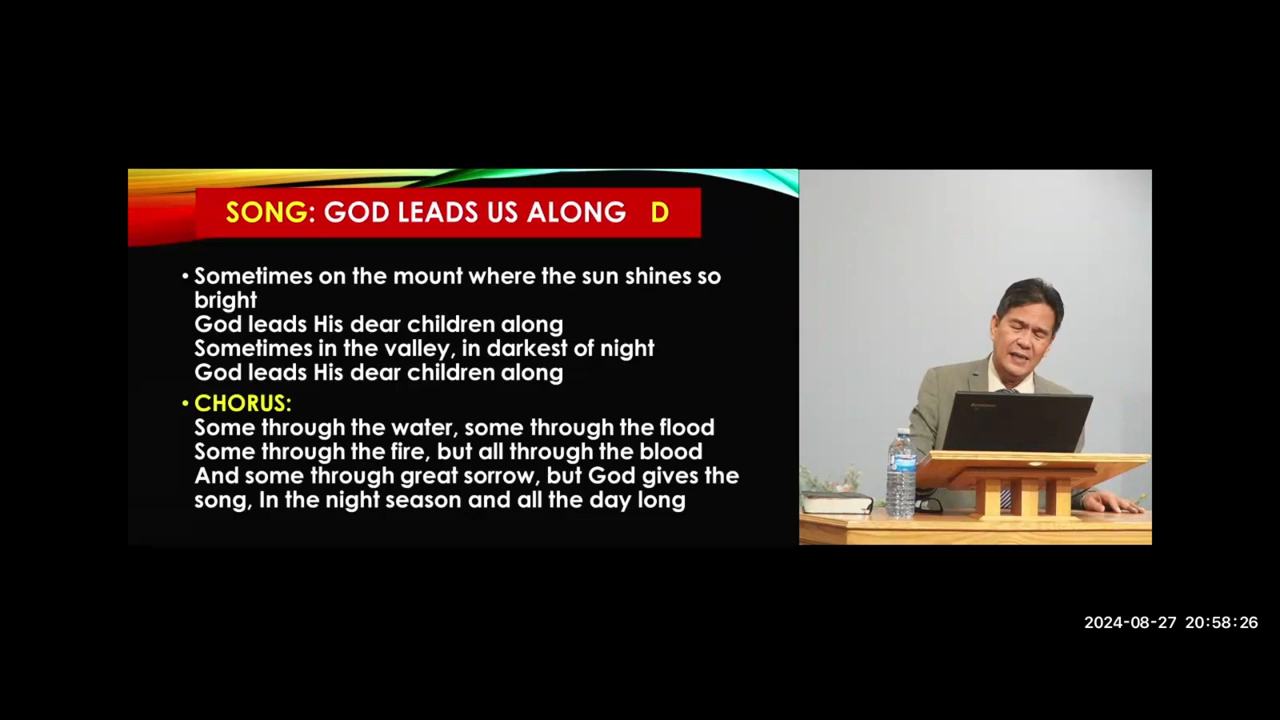 SONG: GOD LEADS US ALONG D
• Sometimes on the mount where the sun shines so
bright
God leads His dear children along
Sometimes in the valley, in darkest of night
God leads His dear children along
• CHORUS:
Some through the water, some through the flood
Some through the fire, but all through the blood
And some through great sorrow, but God gives the
song, In the night season and all the day long
2024-08-27 20:58:26